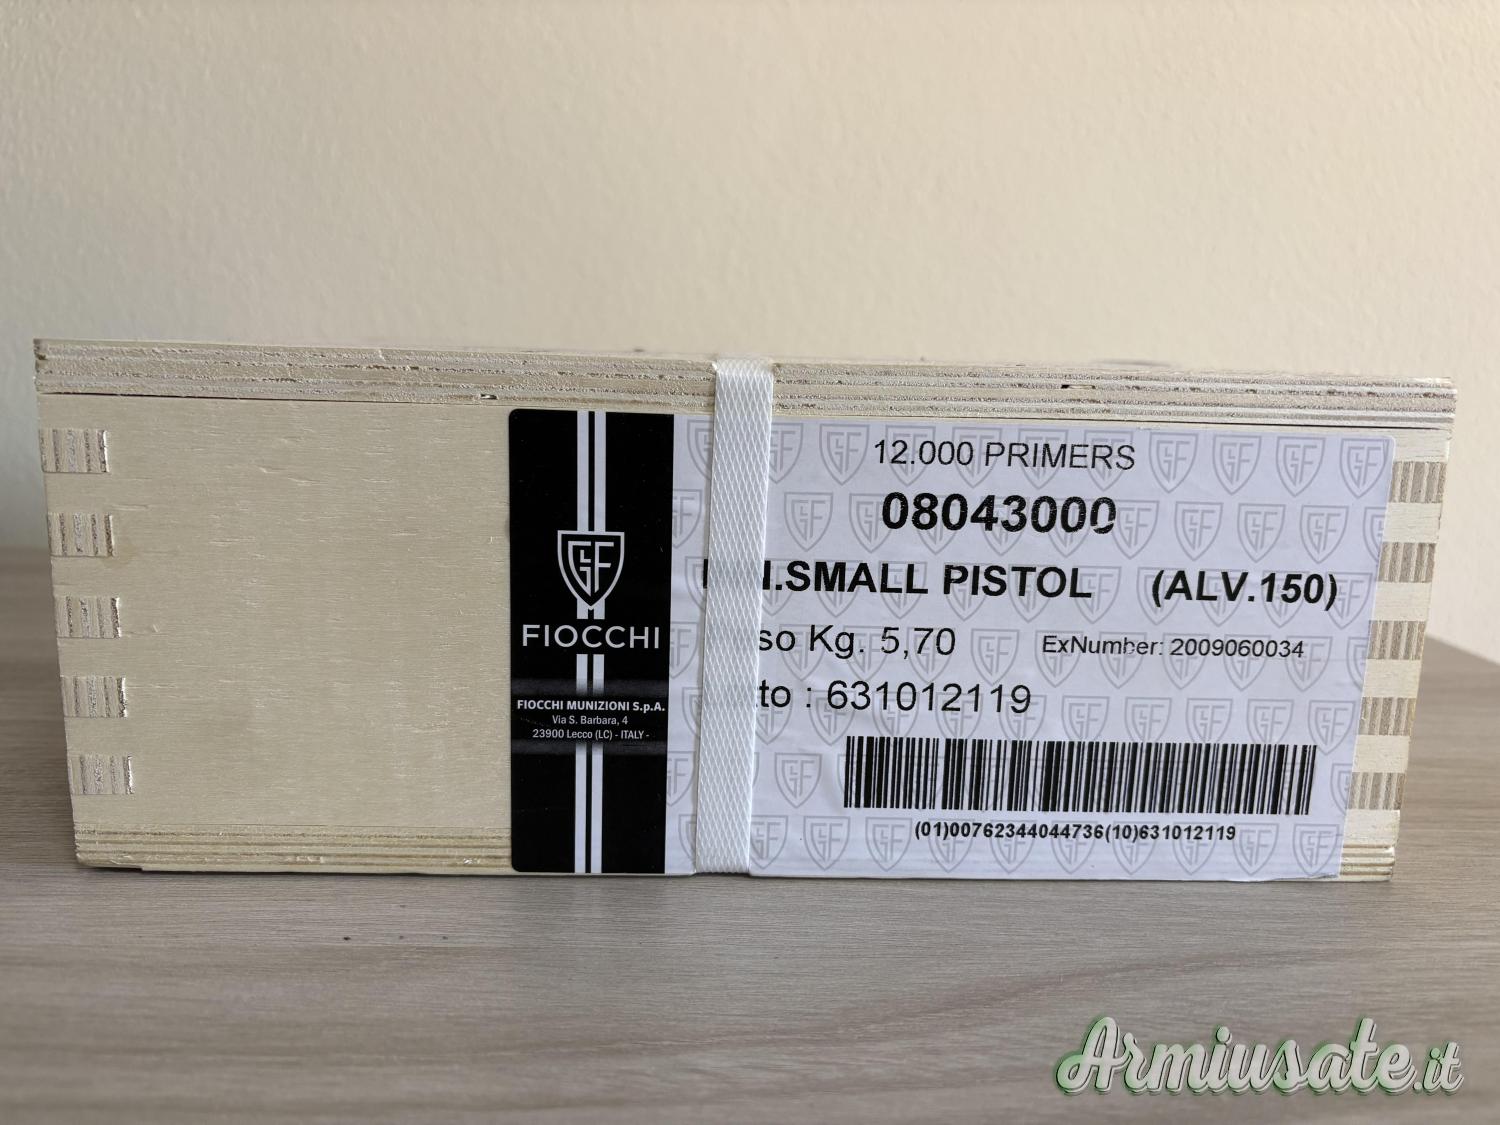 12.000 PRIMERS
08043000
SMALL PISTOL (ALV.150)
Kg. 5,70 ExNumber: 2009060034
: 631012119
(01)00762344044736(10)631012119
GF
FIOCCHI
FIOCCHI MUNIZIONI S.p.A.
Via S. Barbara, 4
23900 Lecco (LC) - ITALY -
Armiusate.it